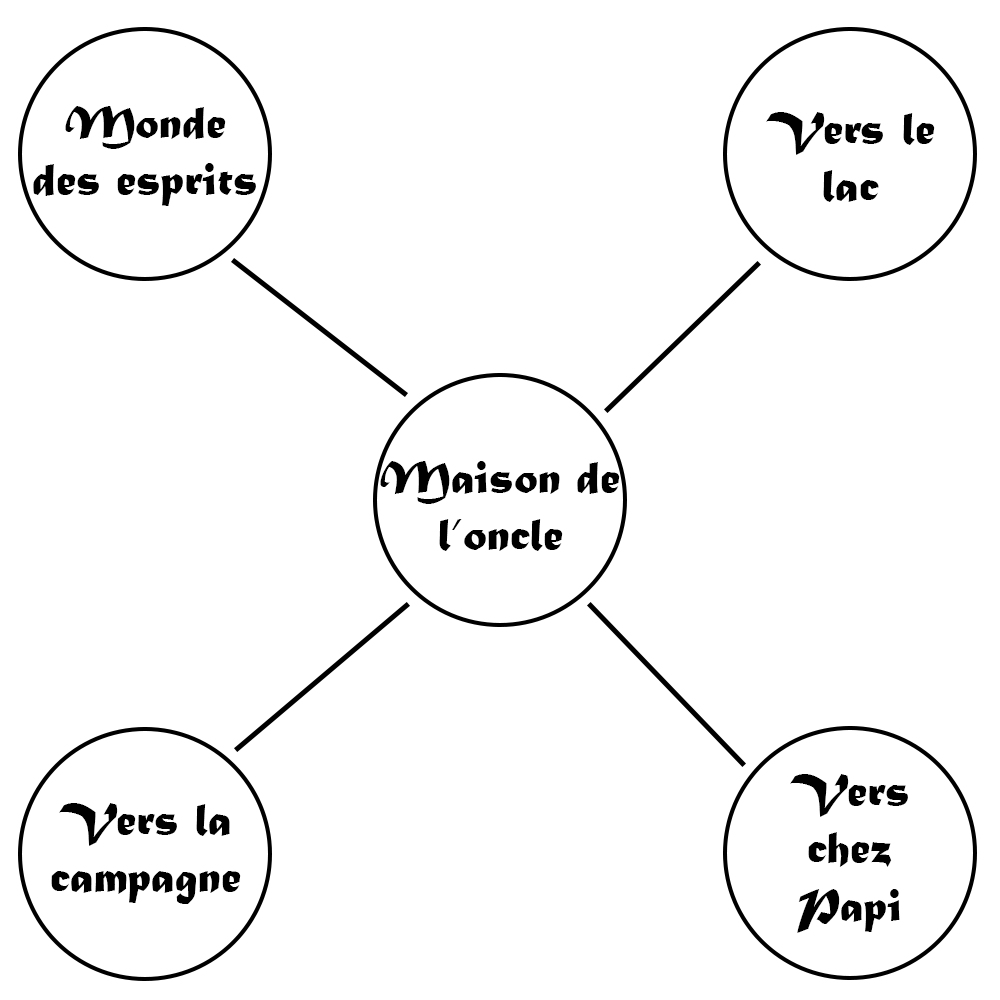 Monde
des esprits
Vers le
lac
Maison de
l'oncle
Vers la
campagne
Vers
chez
Papi